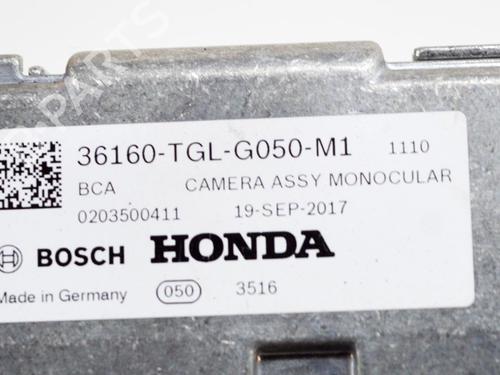 36160-TGL-G050-M1 1110
BCA CAMERA ASSY MONOCULAR
0203500411 19-SEP-2017
BOSCH HONDA
Made in Germany 050 3516
PARTS